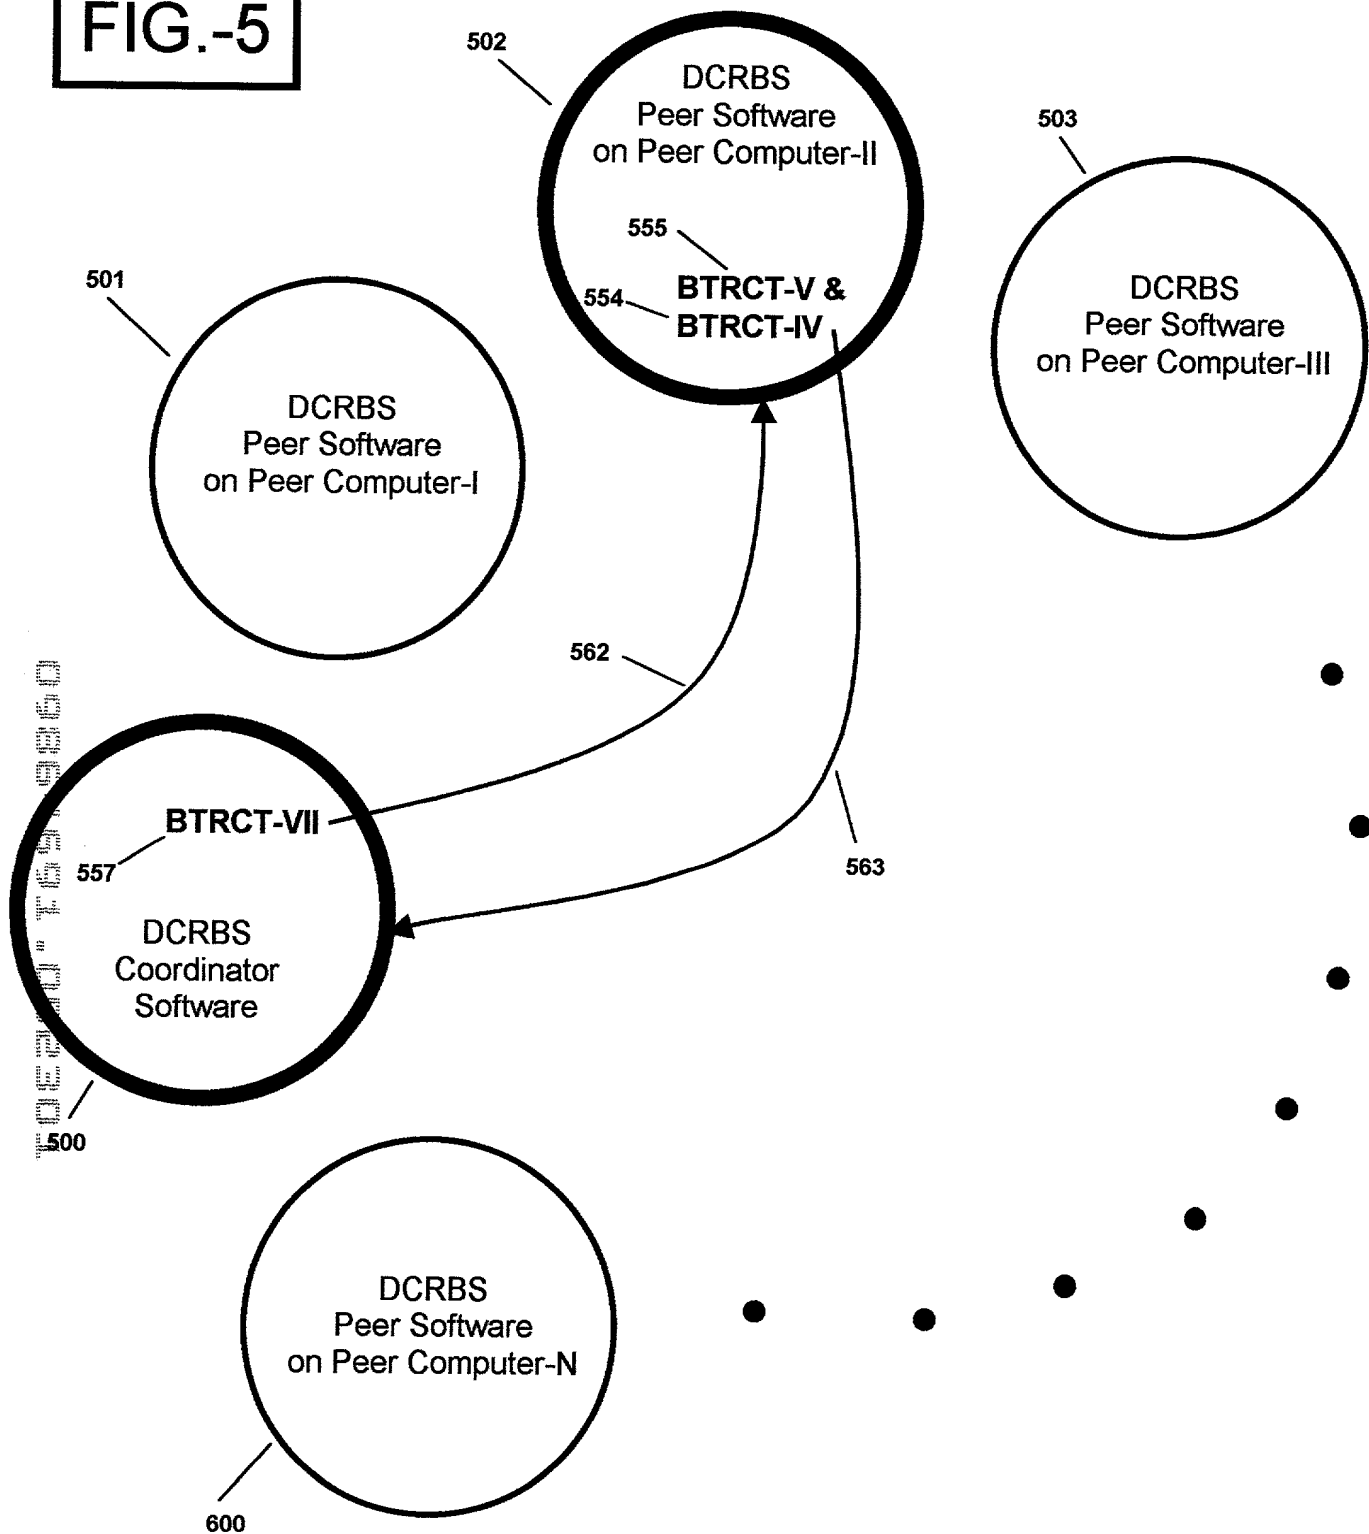 FIG.-5
502
DCRBS
Peer Software
on Peer Computer-II
555
BTRCT-V &
554
BTRCT-IV
503
DCRBS
Peer Software
on Peer Computer-III
501
DCRBS
Peer Software
on Peer Computer-I
562
563
BTRCT-VII
557
DCRBS
Coordinator
Software
500
DCRBS
Peer Software
on Peer Computer-N
600